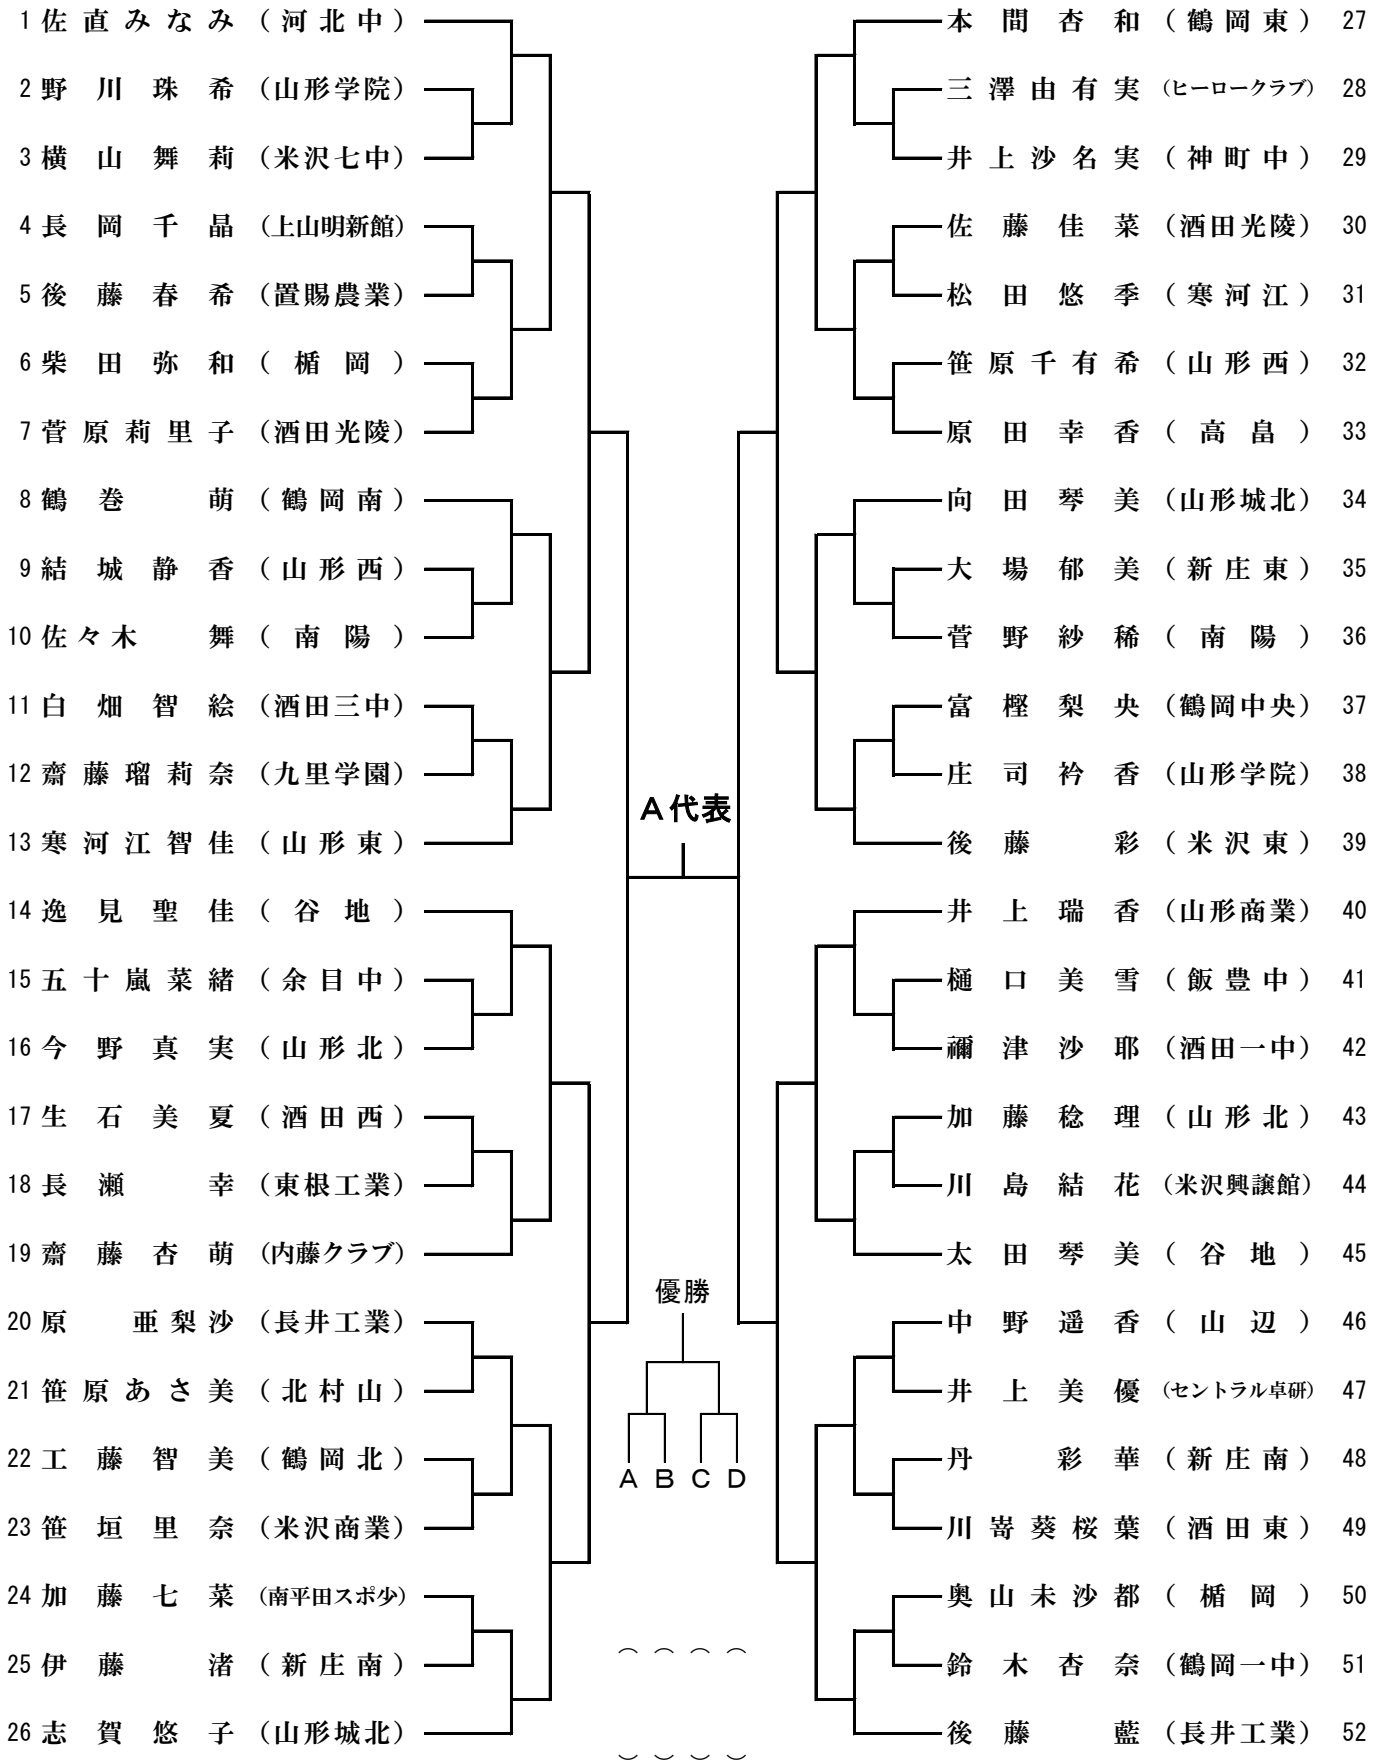 1 佐直みなみ (河北中)
2 野川珠希 (山形学院)
3 横山舞莉 (米沢七中)
4 長岡千晶 (上山明新館)
5 後藤春希 (置賜農業)
6 柴田弥和 (楯岡)
7 菅原莉里子 (酒田光陵)
8 鶴巻萌 (鶴岡南)
9 結城静香 (山形西)
10 佐々木舞 (南陽)
11 白畑智絵 (酒田三中)
12 齋藤瑠莉奈 (九里学園)
13 寒河江智佳 (山形東)
14 逸見聖佳 (谷地)
15 五十嵐菜緒 (余目中)
16 今野真実 (山形北)
17 生石美夏 (酒田西)
18 長瀬幸 (東根工業)
19 齋藤杏萌 (内藤クラブ)
20 原亜梨沙 (長井工業)
21 笹原あさ美 (北村山)
22 工藤智美 (鶴岡北)
23 笹垣里奈 (米沢商業)
24 加藤七菜 (南平田スポ少)
25 伊藤渚 (新庄南)
26 志賀悠子 (山形城北)
A代表
優勝
A B C D
︵ ︵ ︵ ︵
︶ ︶ ︶ ︶
本間杏和 (鶴岡東) 27
三澤由有実 (ヒーロークラブ) 28
井上沙名実 (神町中) 29
佐藤佳菜 (酒田光陵) 30
松田悠季 (寒河江) 31
笹原千有希 (山形西) 32
原田幸香 (高畠) 33
向田琴美 (山形城北) 34
大場郁美 (新庄東) 35
菅野紗稀 (南陽) 36
富樫梨央 (鶴岡中央) 37
庄司衿香 (山形学院) 38
後藤彩 (米沢東) 39
井上瑞香 (山形商業) 40
樋口美雪 (飯豊中) 41
禰津沙耶 (酒田一中) 42
加藤稔理 (山形北) 43
川島結花 (米沢興譲館) 44
太田琴美 (谷地) 45
中野遥香 (山辺) 46
井上美優 (セントラル卓研) 47
丹彩華 (新庄南) 48
川嵜葵桜葉 (酒田東) 49
奥山未沙都 (楯岡) 50
鈴木杏奈 (鶴岡一中) 51
後藤藍 (長井工業) 52